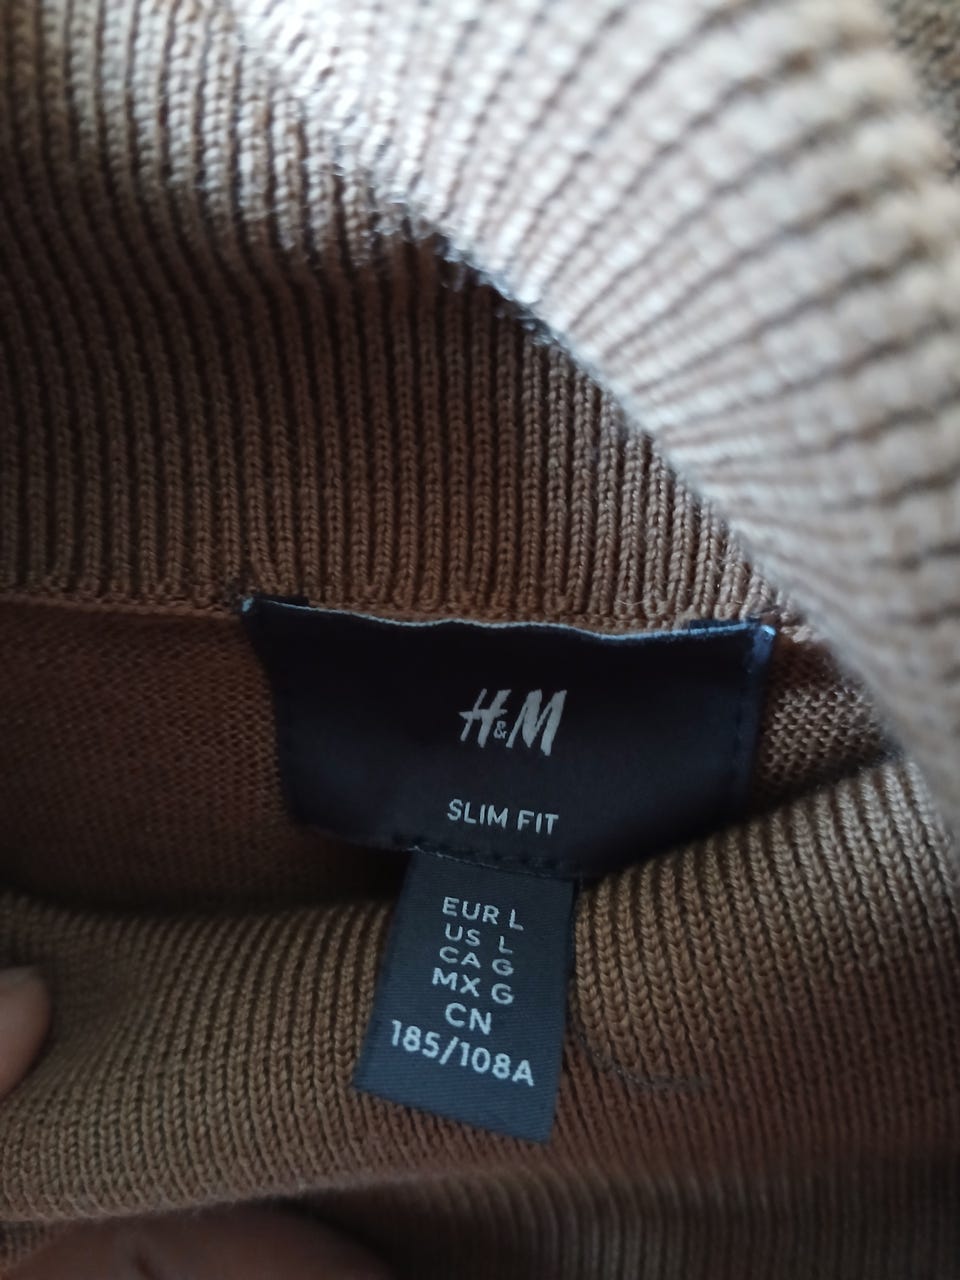 H&M
SLIM FIT
EUR L
US L
CA G
MX G
CN
185/108A